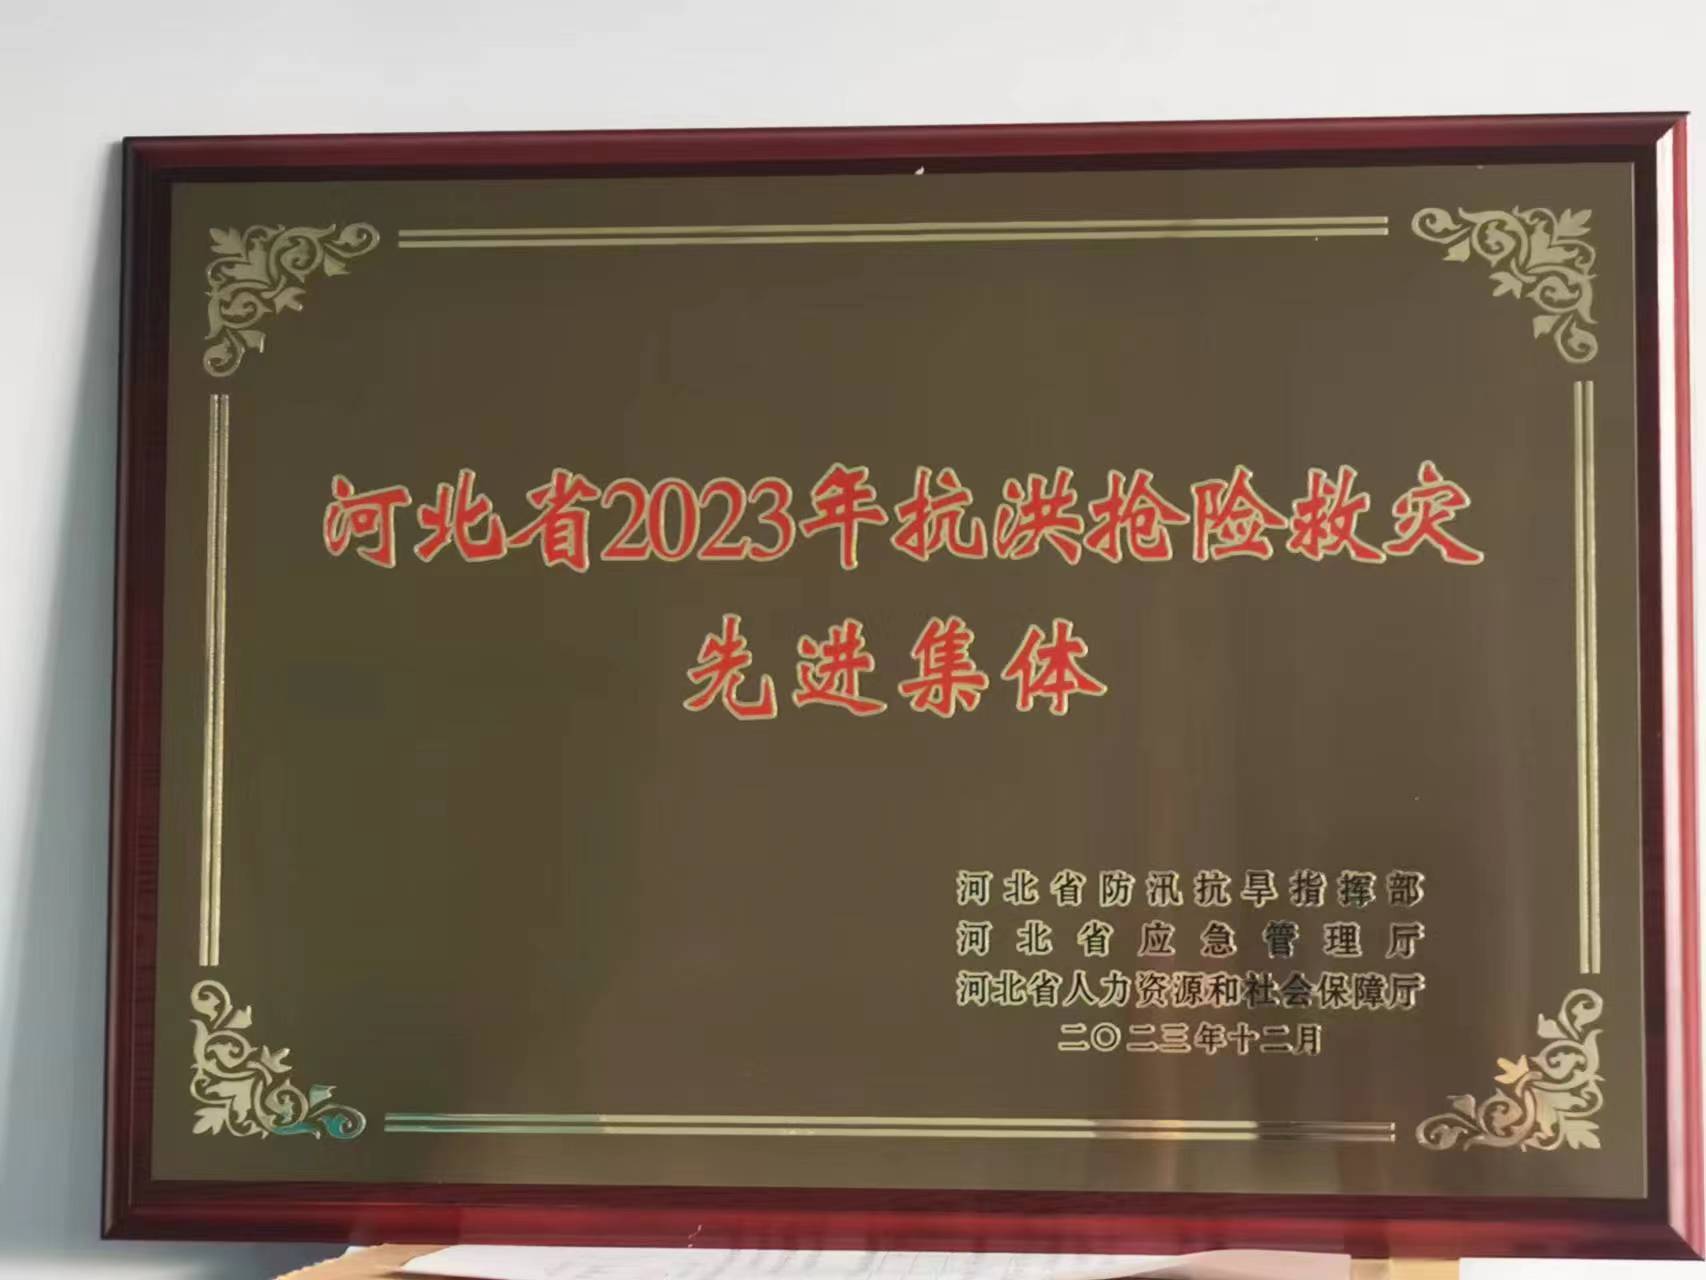 河北省2023年抗洪抢险救灾
先进集体
河北省防汛抗旱指挥部
河北省应急管理厅
河北省人力资源和社会保障厅
二〇二三年十二月